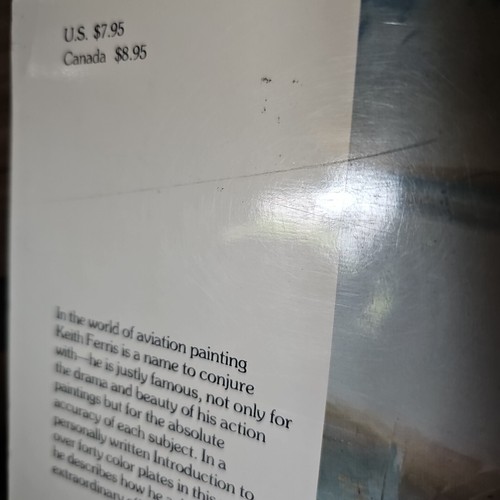 U.S. $7.95
Canada $8.95
In the world of aviation painting
Keith Ferris is a name to conjure
with—he is justly famous, not only for
the drama and beauty of his action
paintings but for the absolute
accuracy of each subject. In a
personally written Introduction to
over forty color plates in this
he describes how he
extraordinary